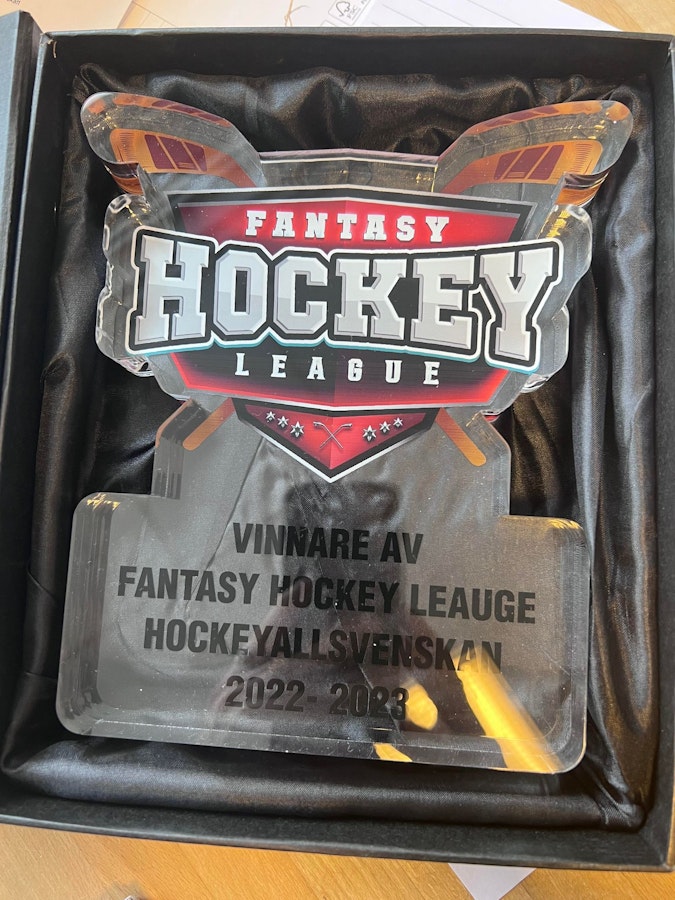 FANTASY
HOCKEY
LEAGUE
VINNARE AV
FANTASY HOCKEY LEAUGE
HOCKEYALLSVENSKAN
2022- 2023